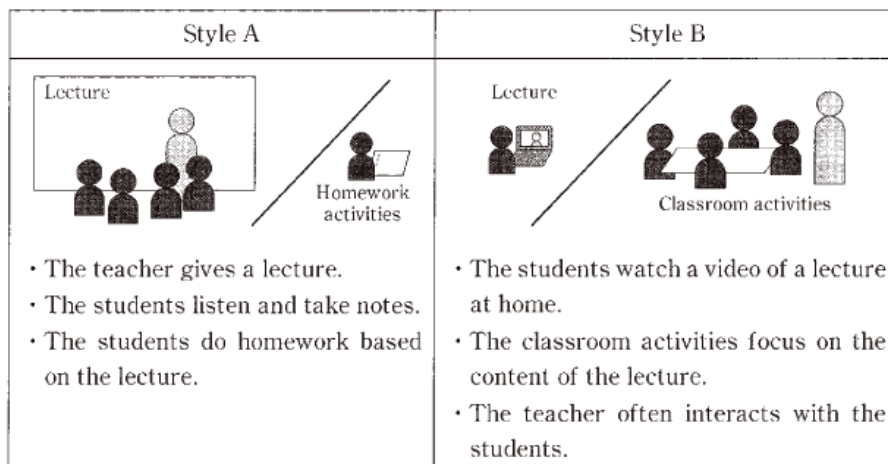 Style A
Lecture
Homework
activities
· The teacher gives a lecture.
· The students listen and take notes.
· The students do homework based
on the lecture.
Style B
Lecture
Classroom activities
· The students watch a video of a lecture
at home.
· The classroom activities focus on the
content of the lecture.
· The teacher often interacts with the
students.